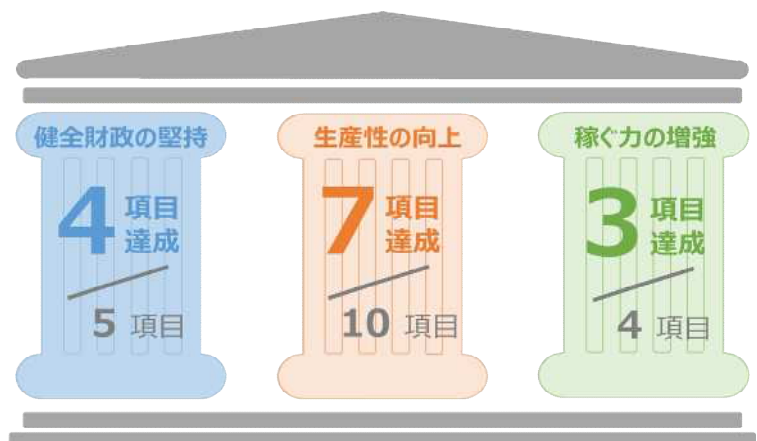 健全財政の堅持
4 項目
達成
5 項目
生産性の向上
7 項目
達成
10 項目
稼ぐ力の増強
3 項目
達成
4 項目